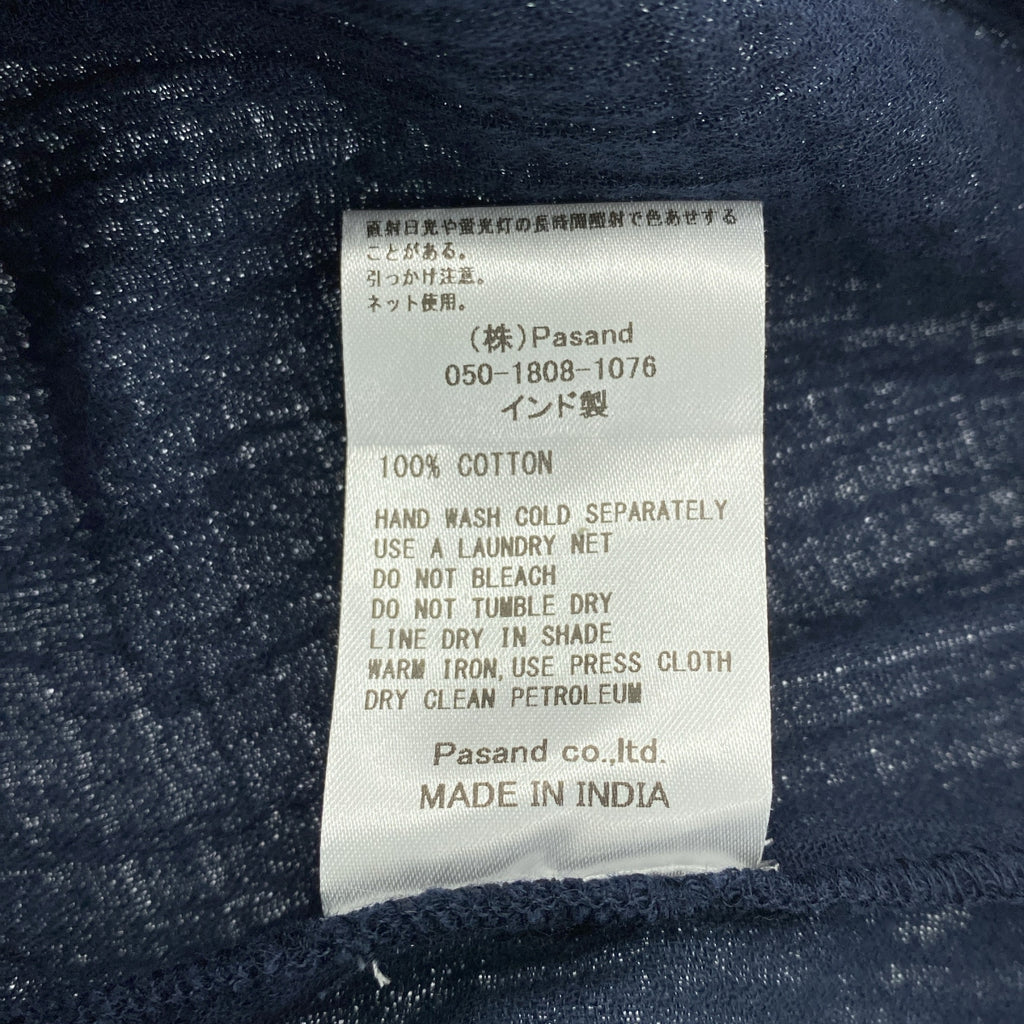 直射日光や蛍光灯の長時間照射で色あせする
ことがある。
引っかけ注意。
ネット使用。
(株)Pasand
050-1808-1076
インド製
100% COTTON
HAND WASH COLD SEPARATELY
USE A LAUNDRY NET
DO NOT BLEACH
DO NOT TUMBLE DRY
LINE DRY IN SHADE
WARM IRON, USE PRESS CLOTH
DRY CLEAN PETROLEUM
Pasand co.,ltd.
MADE IN INDIA